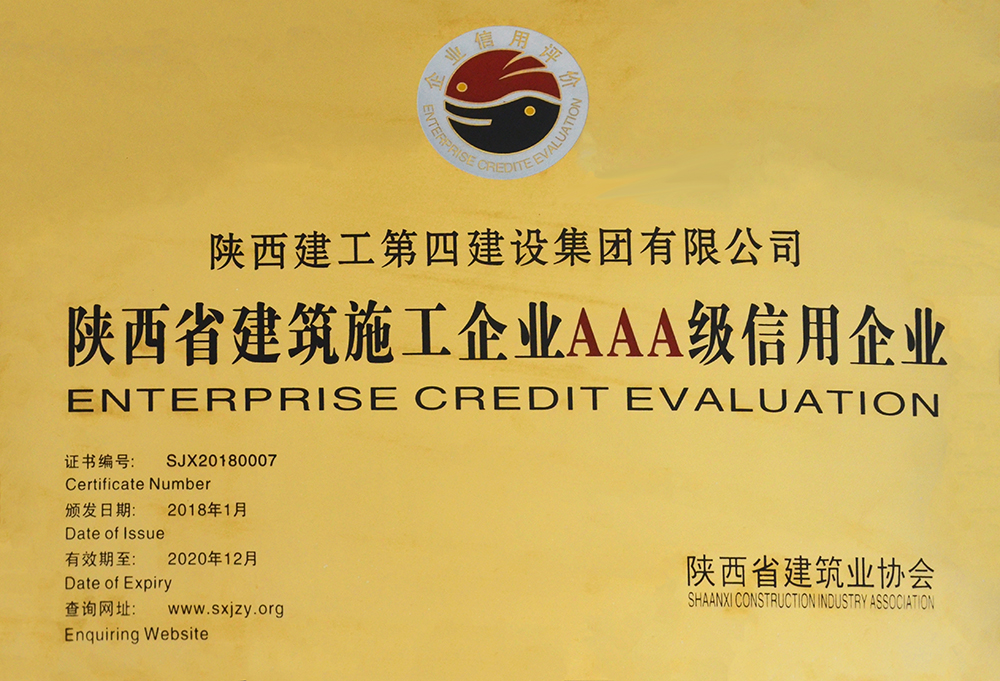 企业信用评价
ENTERPRISE CREDITE EVALUATION
陕西建工第四建设集团有限公司
陕西省建筑施工企业AAA级信用企业
ENTERPRISE CREDIT EVALUATION
证书编号: SJX20180007
Certificate Number
颁发日期: 2018年1月
Date of Issue
有效期至: 2020年12月
Date of Expiry
查询网址: www.sxjzy.org
Enquiring Website
陕西省建筑业协会
SHAANXI CONSTRUCTION INDUSTRY ASSOCIATION